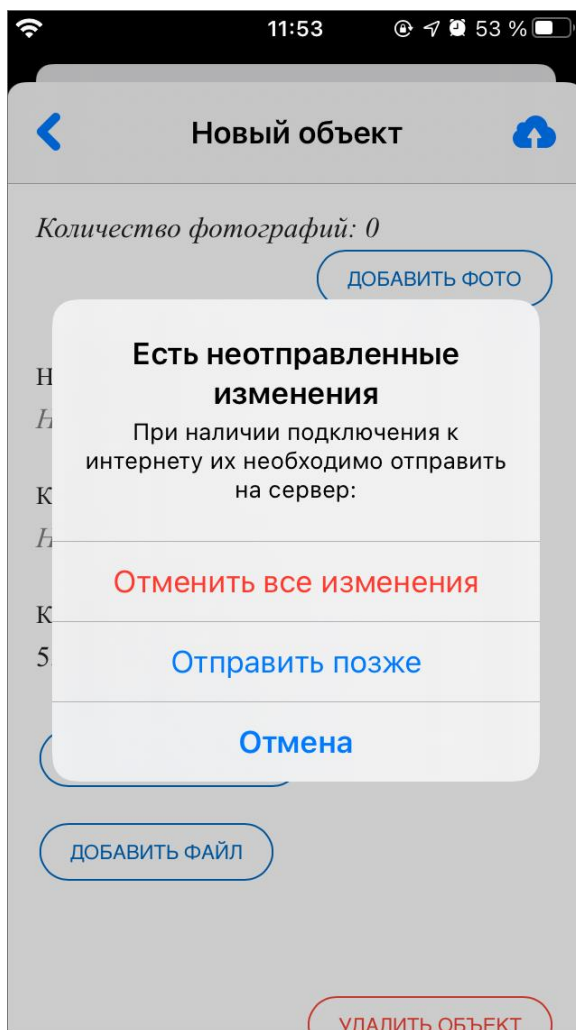 11:53 53 %
Новый объект
Количество фотографий: 0
ДОБАВИТЬ ФОТО
Есть неотправленные
изменения
При наличии подключения к
интернету их необходимо отправить
на сервер:
Н
Н
К
Н
Отменить все изменения
К
5
Отправить позже
Отмена
ДОБАВИТЬ ФАЙЛ
УДАЛИТЬ ОБЪЕКТ